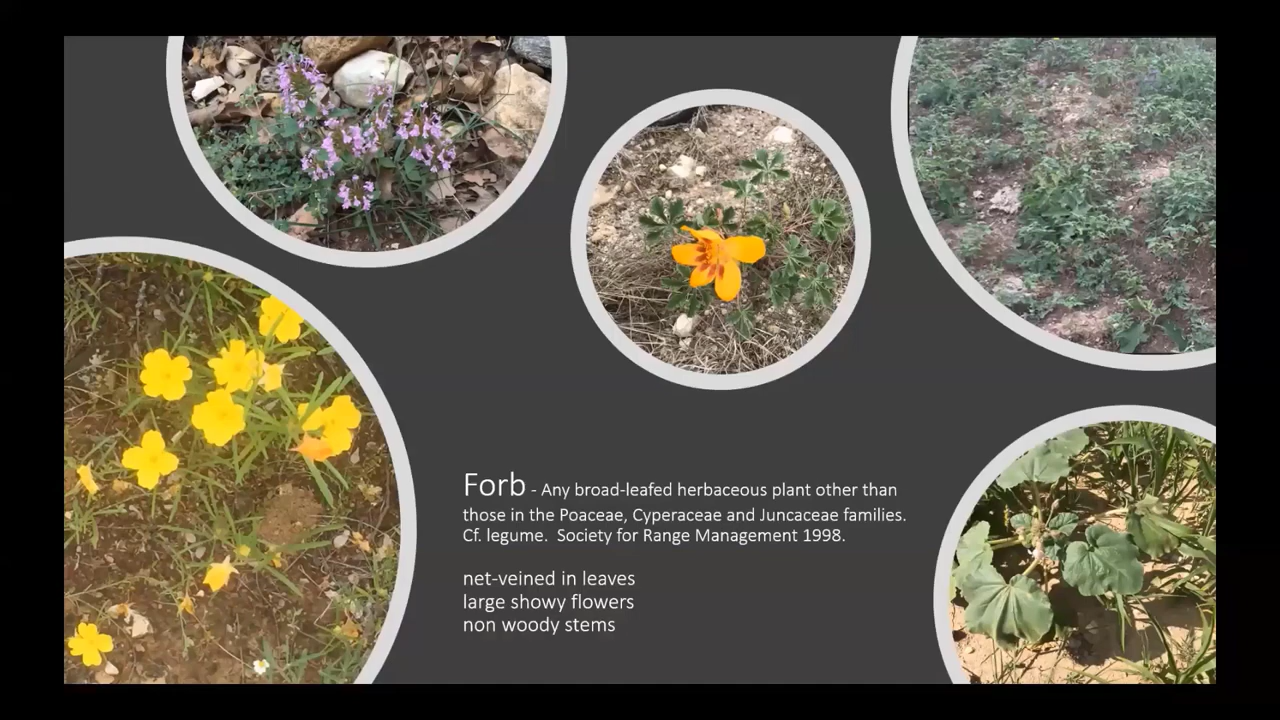 Forb - Any broad-leafed herbaceous plant other than
those in the Poaceae, Cyperaceae and Juncaceae families.
Cf. legume.  Society for Range Management 1998.
net-veined in leaves
large showy flowers
non woody stems